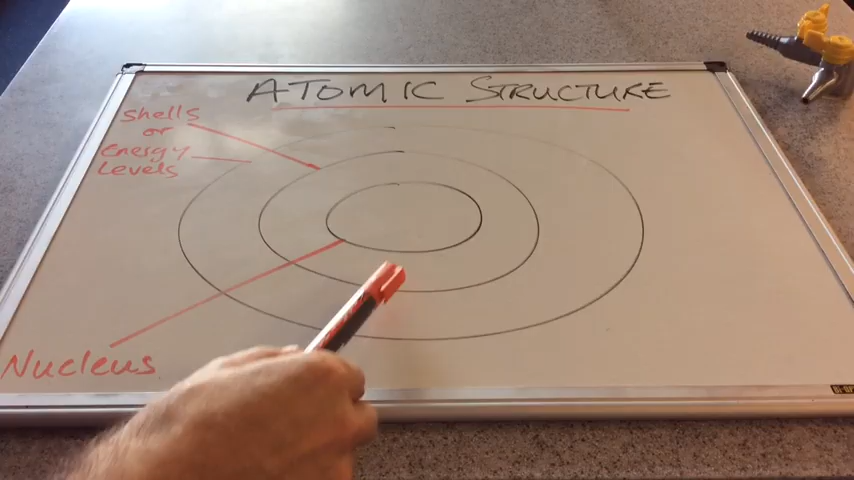 ATOMIC STRUCTURE
Shells
or
Energy
Levels
Nucleus